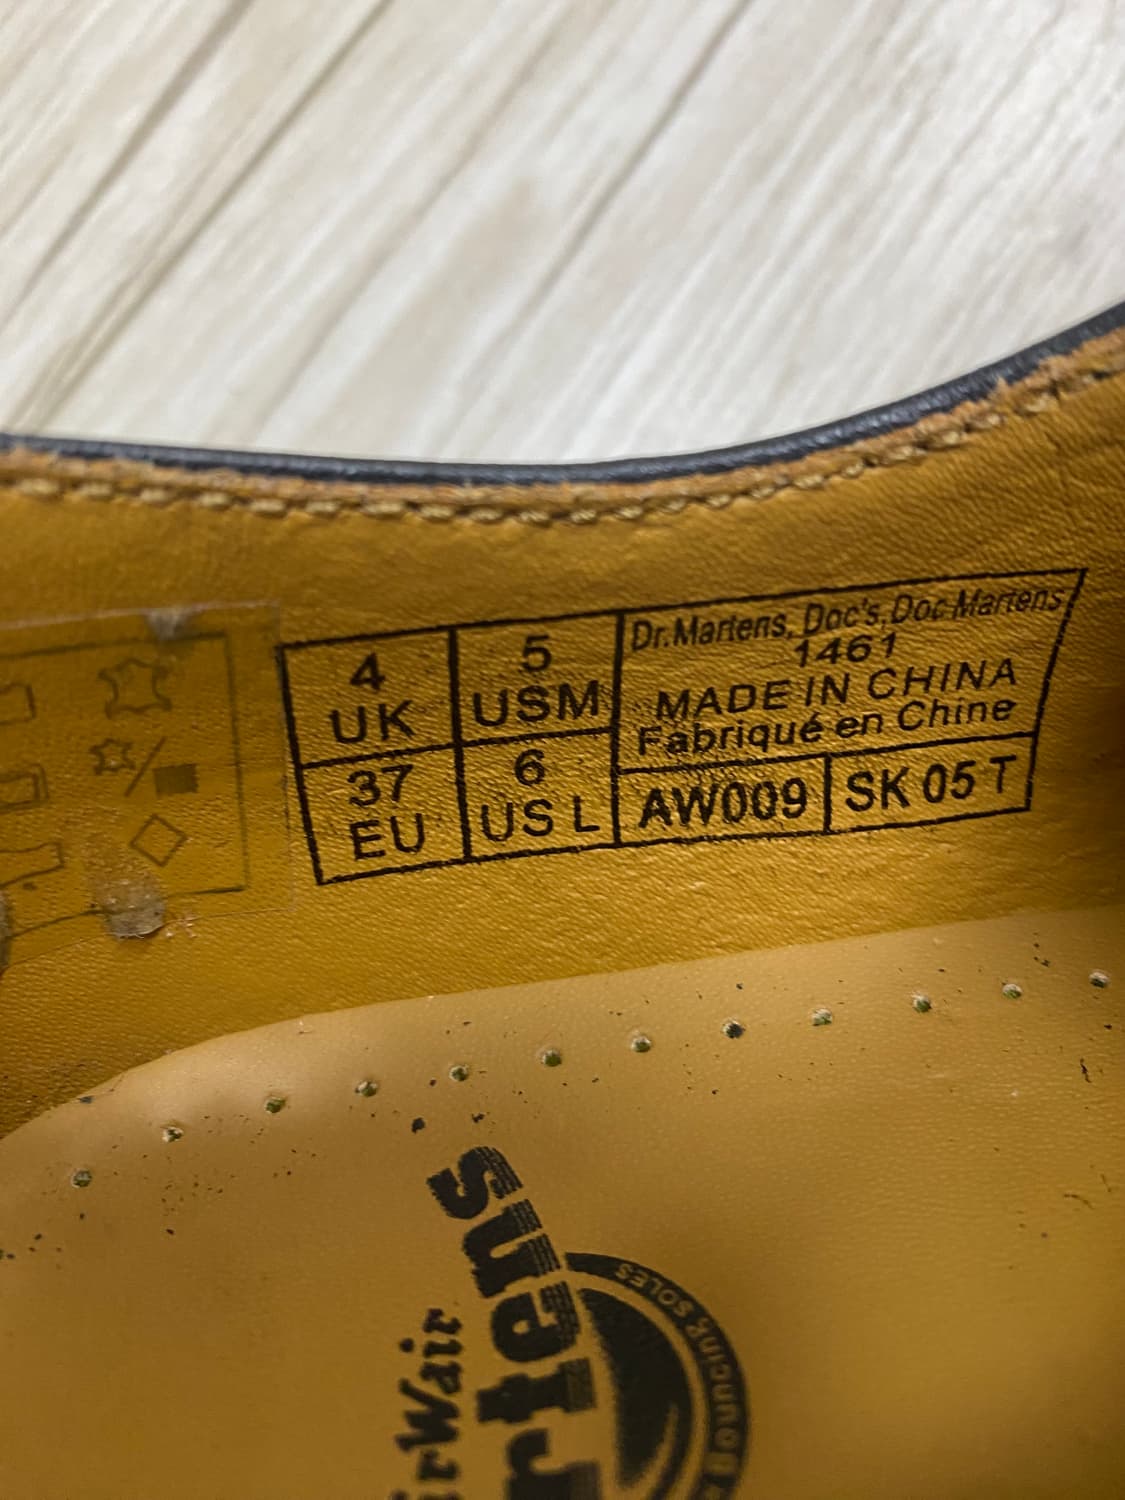 4
UK
5
USM
37
EU
6
US L
Dr.Martens, Doc's, Doc Martens
1461
MADE IN CHINA
Fabriqué en Chine
AW009
SK 05 T
Wair
rtens
Bouncing SOLES